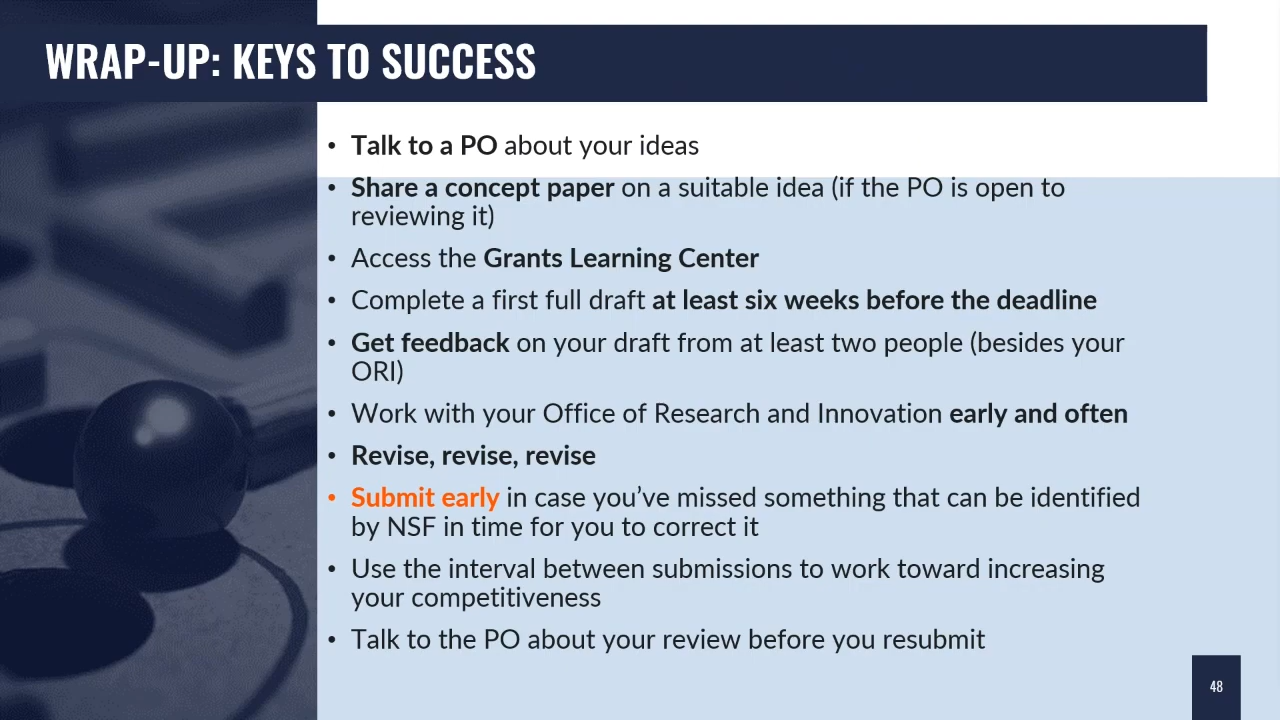 WRAP-UP: KEYS TO SUCCESS
• Talk to a PO about your ideas
• Share a concept paper on a suitable idea (if the PO is open to
reviewing it)
• Access the Grants Learning Center
• Complete a first full draft at least six weeks before the deadline
• Get feedback on your draft from at least two people (besides your
ORI)
• Work with your Office of Research and Innovation early and often
• Revise, revise, revise
• Submit early in case you’ve missed something that can be identified
by NSF in time for you to correct it
• Use the interval between submissions to work toward increasing
your competitiveness
• Talk to the PO about your review before you resubmit
48